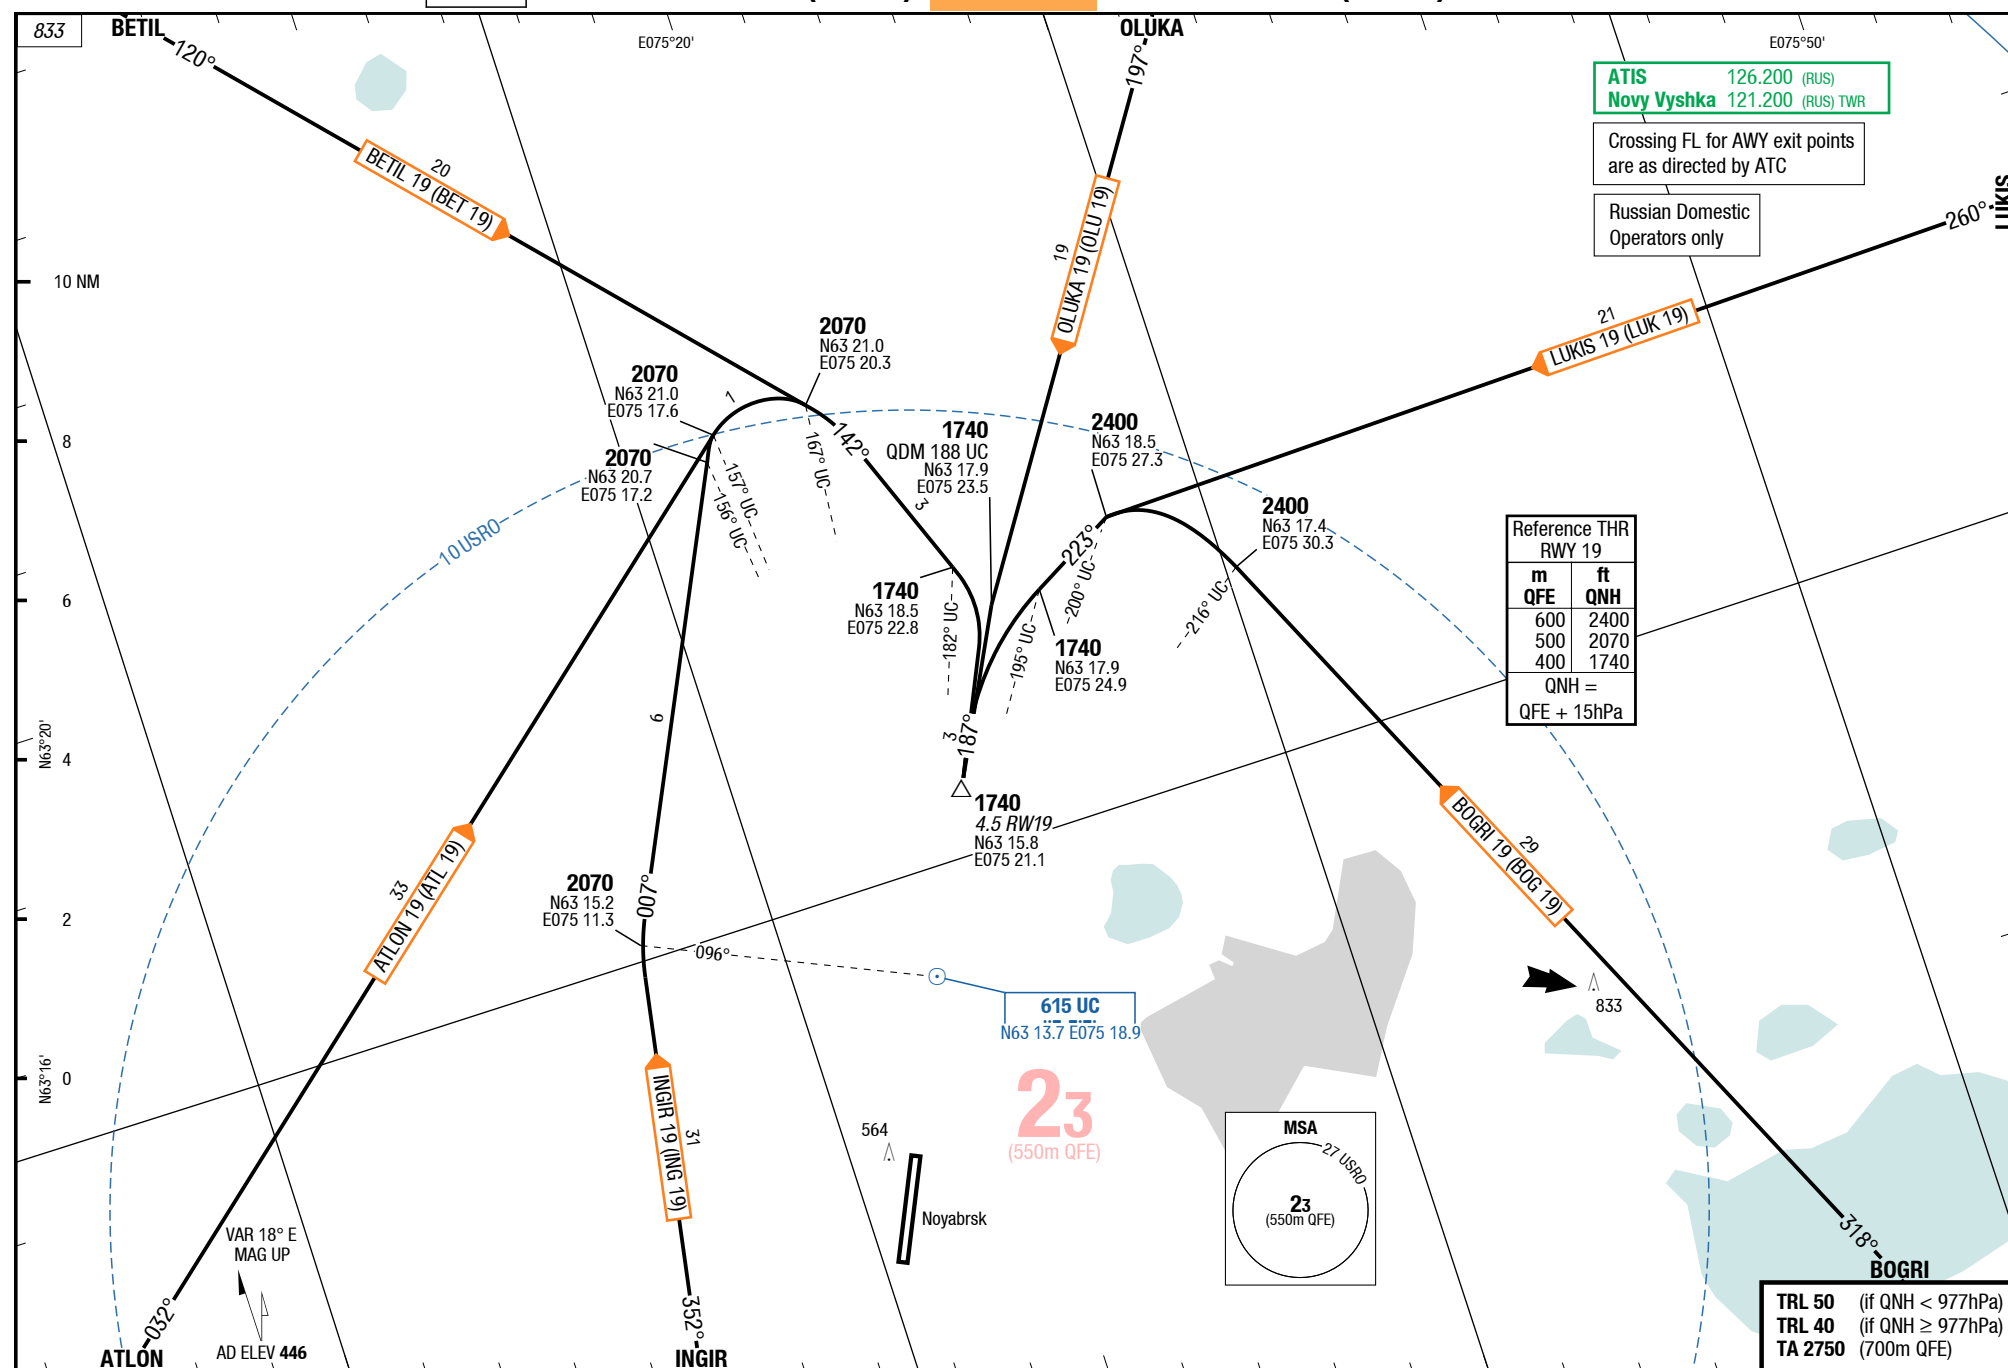 833
BETIL
120°
E075°20'
OLUKA
197°
E075°50'
ATIS 126.200 (RUS)
Novy Vyshka 121.200 (RUS) TWR
Crossing FL for AWY exit points
are as directed by ATC
Russian Domestic
Operators only
LUKIS
260°
20
BETIL 19 (BET 19)
19
OLUKA 19 (OLU 19)
21
LUKIS 19 (LUK 19)
10 NM
8
6
4
2
0
N63°20'
N63°16'
2070
N63 21.0
E075 20.3
2070
N63 21.0
E075 17.6
1
2070
N63 20.7
E075 17.2
142°
167° UC
157° UC
156° UC
3
10 USRO
1740
QDM 188 UC
N63 17.9
E075 23.5
2400
N63 18.5
E075 27.3
2400
N63 17.4
E075 30.3
223°
200° UC
216° UC
195° UC
182° UC
1740
N63 18.5
E075 22.8
1740
N63 17.9
E075 24.9
Reference THR
RWY 19
m ft
QFE QNH
600 2400
500 2070
400 1740
QNH =
QFE + 15hPa
3
187°
1740
4.5 RW19
N63 15.8
E075 21.1
9
33
ATLON 19 (ATL 19)
2070
N63 15.2
E075 11.3
007°
096°
615 UC
N63 13.7 E075 18.9
29
BOGRI 19 (BOG 19)
833
23
(550m QFE)
31
INGIR 19 (ING 19)
564
Noyabrsk
MSA
27 USRO
23
(550m QFE)
VAR 18° E
MAG UP
AD ELEV 446
032°
ATLON
352°
INGIR
318°
BOGRI
TRL 50 (if QNH < 977hPa)
TRL 40 (if QNH ≥ 977hPa)
TA 2750 (700m QFE)